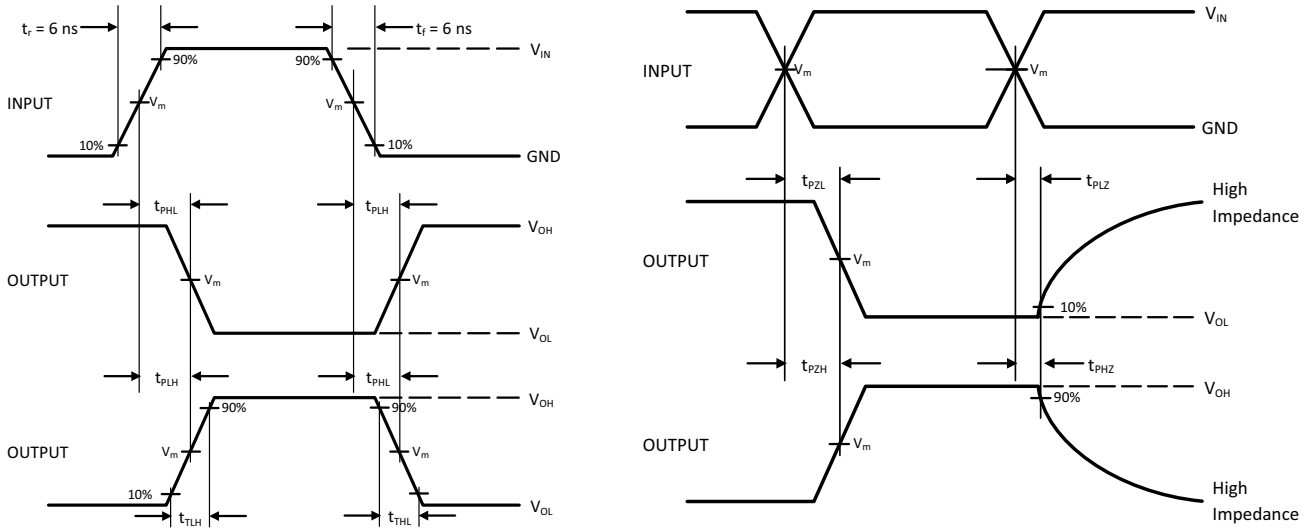 t_r = 6 ns
t_f = 6 ns
V_IN
90%
90%
INPUT
V_m
V_m
10%
10%
GND
t_PHL
t_PLH
V_OH
OUTPUT
V_m
V_m
V_OL
t_PLH
t_PHL
V_OH
90%
90%
OUTPUT
V_m
V_m
10%
V_OL
t_TLH
t_THL
V_IN
INPUT
V_m
V_m
GND
t_PZL
t_PLZ
High
Impedance
OUTPUT
V_m
10%
V_OL
t_PZH
t_PHZ
V_OH
90%
OUTPUT
V_m
High
Impedance